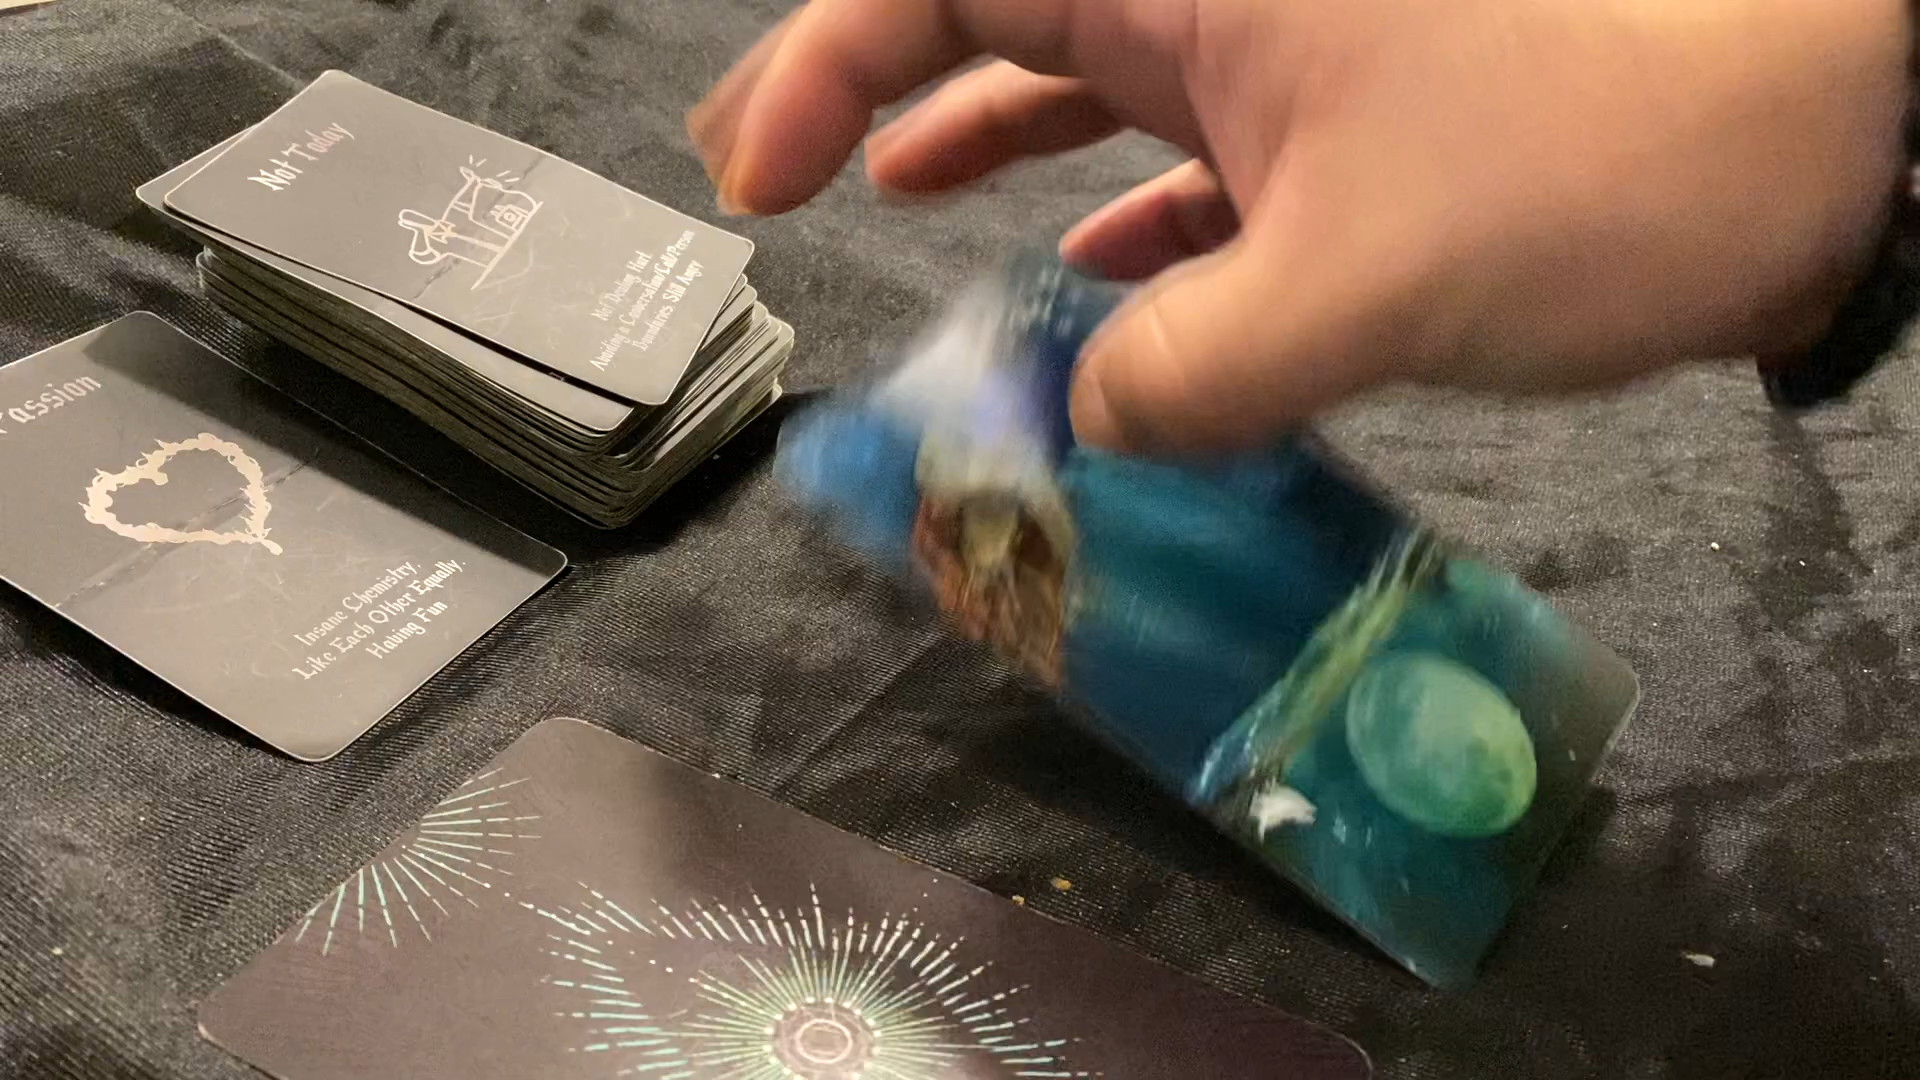 Not Today
Not Dealing Hurt.
Avoiding a Conversation/Call/Person
Boundaries. Still Angry
Passion
Insane Chemistry.
Like Each Other Equally.
Having Fun